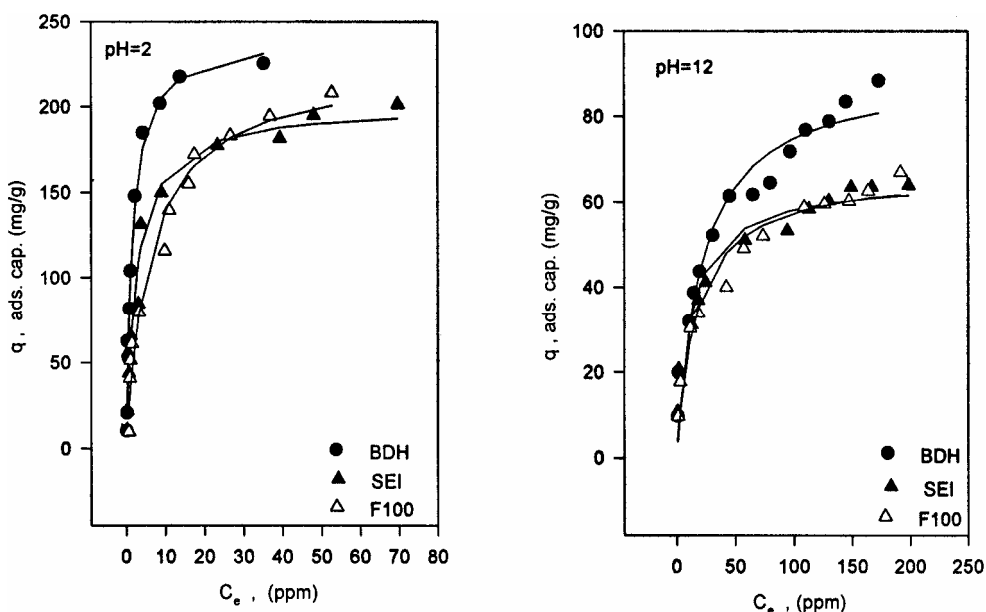 250
200
150
100
50
0
q , ads. cap. (mg/g)
pH=2
BDH
SEI
F100
0 10 20 30 40 50 60 70 80
Ce , (ppm)
100
80
60
40
20
0
q, ads. cap. (mg/g)
pH=12
BDH
SEI
F100
0 50 100 150 200 250
Ce , (ppm)